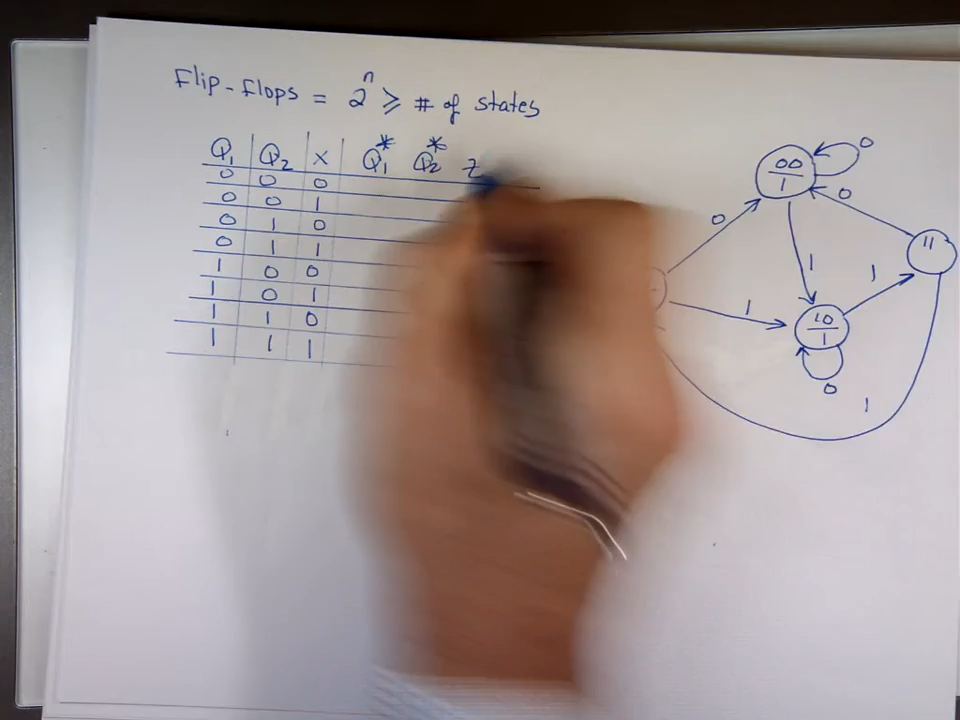 Flip-Flops = 2ⁿ ≥ # of states
Q₁ Q₂ X Q₁* Q₂* Z
0 0 0
0 0 1
0 1 0
0 1 1
1 0 0
1 0 1
1 1 0
1 1 1
0
00
1
0
0
11
1
1
1
10
1
0
1